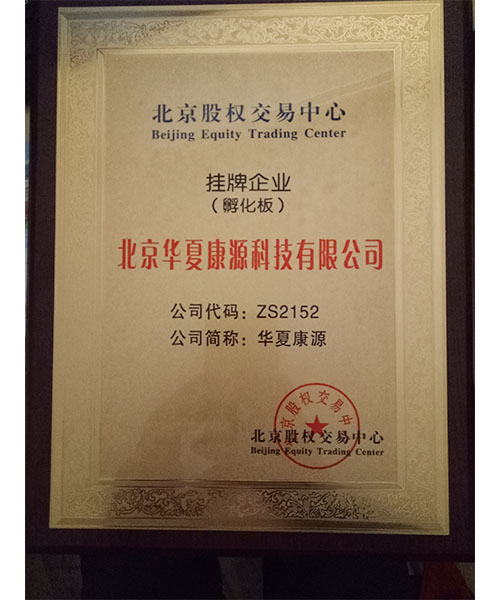 北京股权交易中心
Beijing Equity Trading Center
挂牌企业
（孵化板）
北京华夏康源科技有限公司
公司代码：ZS2152
公司简称：华夏康源
京股权交易中
北京股权交易中心
Beijing Equity Trading Center